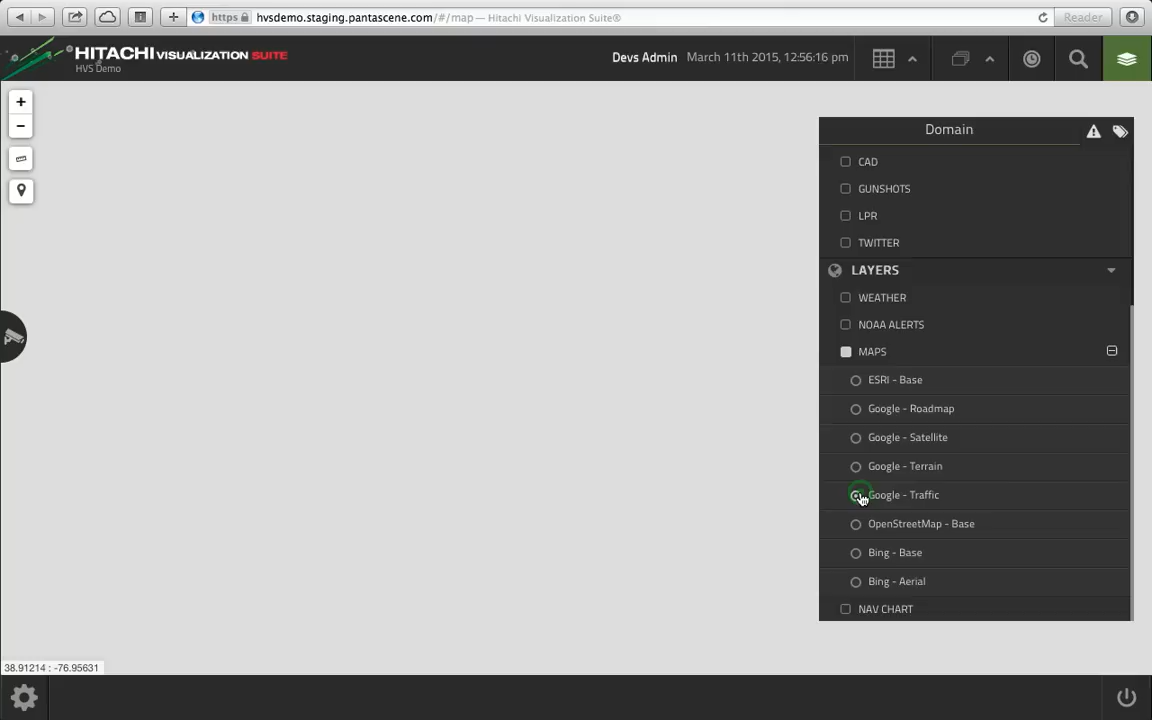 https hvsdemo.staging.pantascene.com/#/map — Hitachi Visualization Suite® Reader
HITACHI VISUALIZATION SUITE
HVS Demo
Devs Admin March 11th 2015, 12:56:16 pm
+
−
Domain
CAD
GUNSHOTS
LPR
TWITTER
LAYERS
WEATHER
NOAA ALERTS
MAPS
ESRI - Base
Google - Roadmap
Google - Satellite
Google - Terrain
Google - Traffic
OpenStreetMap - Base
Bing - Base
Bing - Aerial
NAV CHART
38.91214 : -76.95631